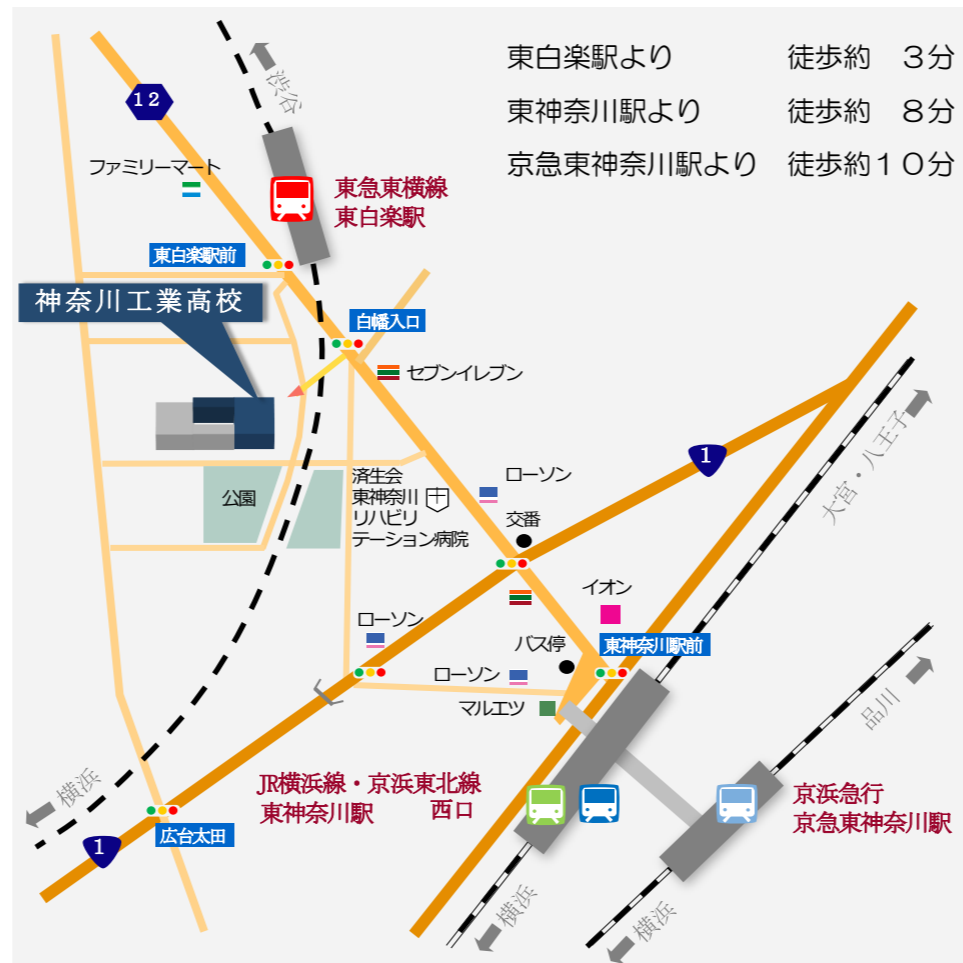 東白楽駅より　徒歩約　３分
東神奈川駅より　徒歩約　８分
京急東神奈川駅より　徒歩約１０分
渋谷
12
ファミリーマート
東急東横線
東白楽駅
東白楽駅前
神奈川工業高校
白幡入口
セブンイレブン
大宮・八王子
1
公園
済生会
東神奈川
リハビリ
テーション病院
ローソン
交番
イオン
ローソン
バス停
東神奈川駅前
ローソン
マルエツ
品川
横浜
JR横浜線・京浜東北線
東神奈川駅　西口
京浜急行
京急東神奈川駅
広台太田
1
横浜
横浜